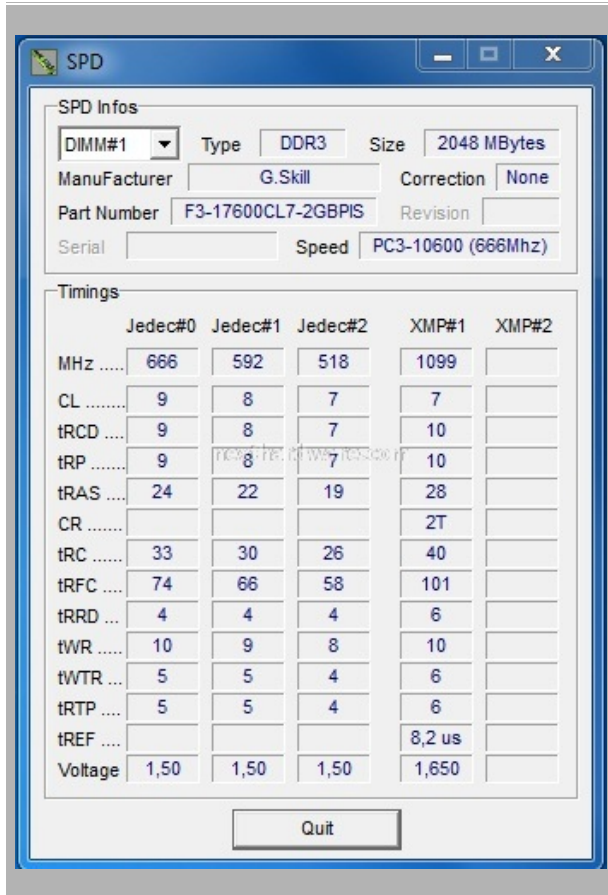 SPD
SPD Infos
DIMM#1 Type DDR3 Size 2048 MBytes
ManuFacturer G.Skill Correction None
Part Number F3-17600CL7-2GBPIS Revision
Serial Speed PC3-10600 (666Mhz)
Timings
Jedec#0 Jedec#1 Jedec#2 XMP#1 XMP#2
MHz ..... 666 592 518 1099
CL ........ 9 8 7 7
tRCD .... 9 8 7 10
tRP ...... 9 8 7 10
tRAS .... 24 22 19 28
CR ....... 2T
tRC ...... 33 30 26 40
tRFC .... 74 66 58 101
tRRD ... 4 4 4 6
tWR ..... 10 9 8 10
tWTR ... 5 5 4 6
tRTP .... 5 5 4 6
tREF .... 8,2 us
Voltage 1,50 1,50 1,50 1,650
Quit